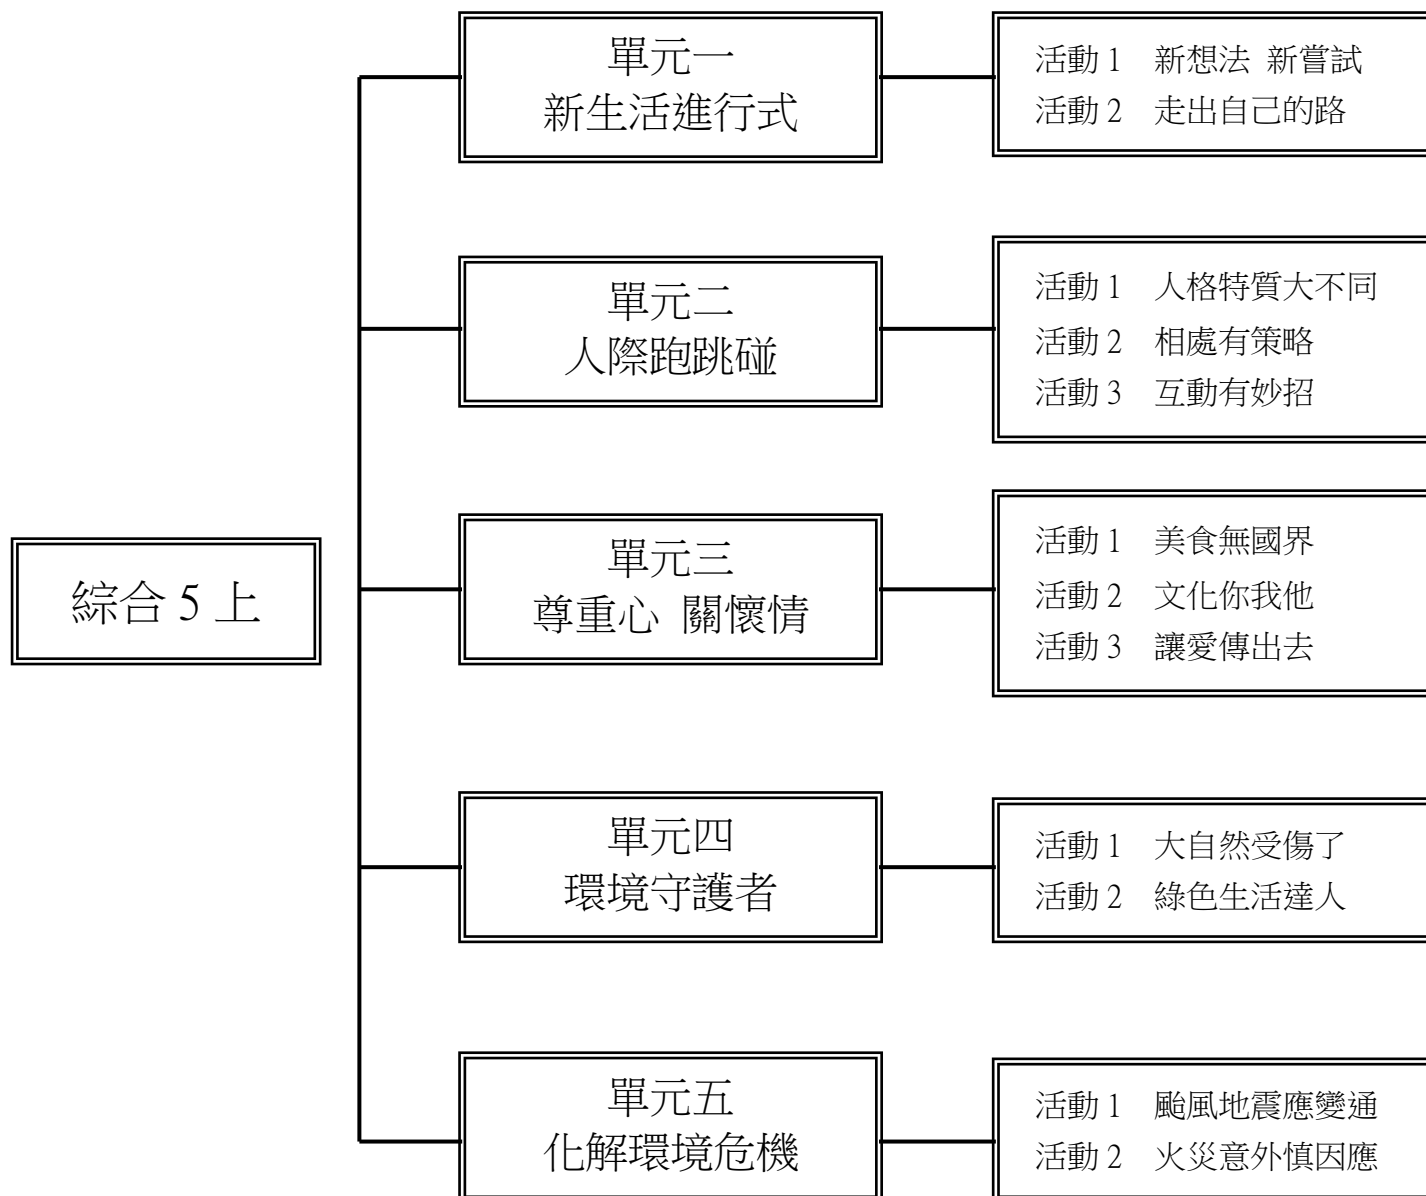 綜合 5 上
單元一
新生活進行式
活動 1 新想法 新嘗試
活動 2 走出自己的路
單元二
人際跑跳碰
活動 1 人格特質大不同
活動 2 相處有策略
活動 3 互動有妙招
單元三
尊重心 關懷情
活動 1 美食無國界
活動 2 文化你我他
活動 3 讓愛傳出去
單元四
環境守護者
活動 1 大自然受傷了
活動 2 綠色生活達人
單元五
化解環境危機
活動 1 颱風地震應變通
活動 2 火災意外慎因應